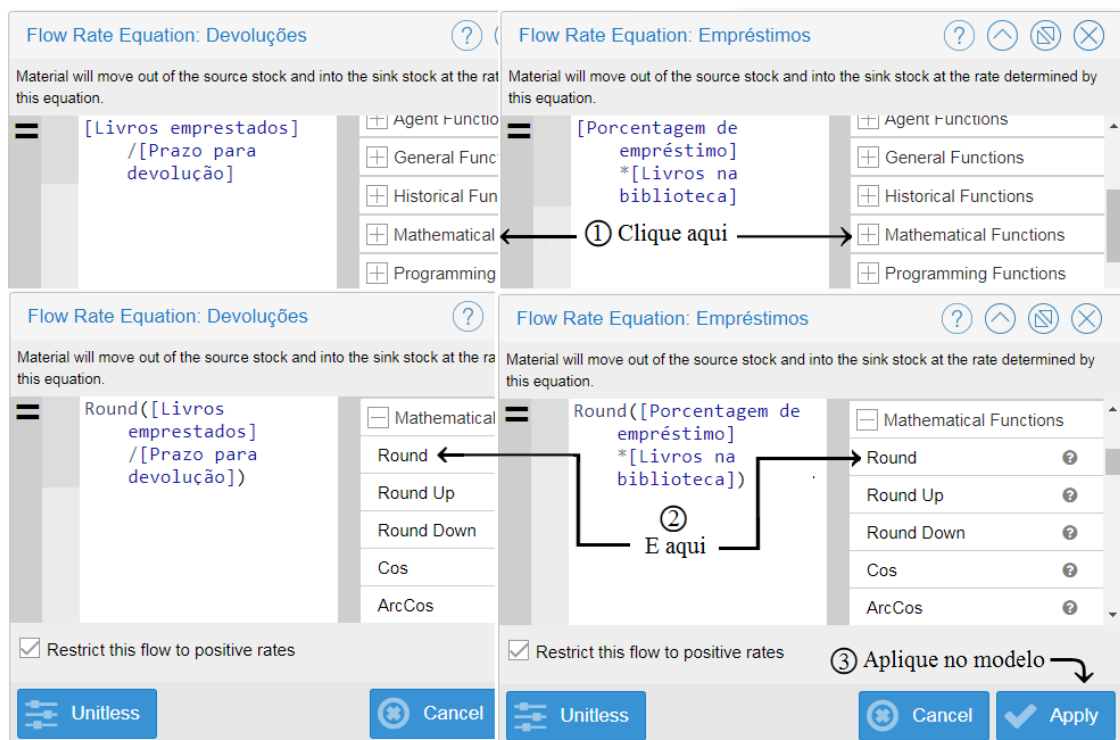 Flow Rate Equation: Devoluções
Material will move out of the source stock and into the sink stock at the rat
this equation.
=
[Livros emprestados]
/[Prazo para
devolução]
Agent Functio
General Func
Historical Fun
Mathematical
Programming
Flow Rate Equation: Empréstimos
Material will move out of the source stock and into the sink stock at the rate determined by
this equation.
=
[Porcentagem de
empréstimo]
*[Livros na
biblioteca]
Agent Functions
General Functions
Historical Functions
Mathematical Functions
Programming Functions
① Clique aqui
Flow Rate Equation: Devoluções
Material will move out of the source stock and into the sink stock at the ra
this equation.
=
Round([Livros
emprestados]
/[Prazo para
devolução])
Mathematical
Round
Round Up
Round Down
Cos
ArcCos
Restrict this flow to positive rates
Unitless
Cancel
Flow Rate Equation: Empréstimos
Material will move out of the source stock and into the sink stock at the rate determined by
this equation.
=
Round([Porcentagem de
empréstimo]
*[Livros na
biblioteca])
②
E aqui
Mathematical Functions
Round
Round Up
Round Down
Cos
ArcCos
Restrict this flow to positive rates
③ Aplique no modelo
Unitless
Cancel
Apply